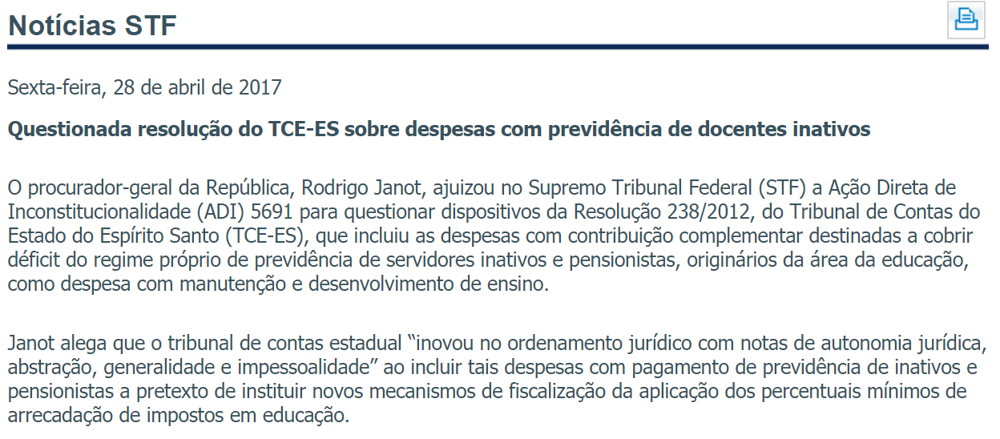 Notícias STF
Sexta-feira, 28 de abril de 2017
Questionada resolução do TCE-ES sobre despesas com previdência de docentes inativos
O procurador-geral da República, Rodrigo Janot, ajuizou no Supremo Tribunal Federal (STF) a Ação Direta de
Inconstitucionalidade (ADI) 5691 para questionar dispositivos da Resolução 238/2012, do Tribunal de Contas do
Estado do Espírito Santo (TCE-ES), que incluiu as despesas com contribuição complementar destinadas a cobrir
déficit do regime próprio de previdência de servidores inativos e pensionistas, originários da área da educação,
como despesa com manutenção e desenvolvimento de ensino.
Janot alega que o tribunal de contas estadual “inovou no ordenamento jurídico com notas de autonomia jurídica,
abstração, generalidade e impessoalidade” ao incluir tais despesas com pagamento de previdência de inativos e
pensionistas a pretexto de instituir novos mecanismos de fiscalização da aplicação dos percentuais mínimos de
arrecadação de impostos em educação.